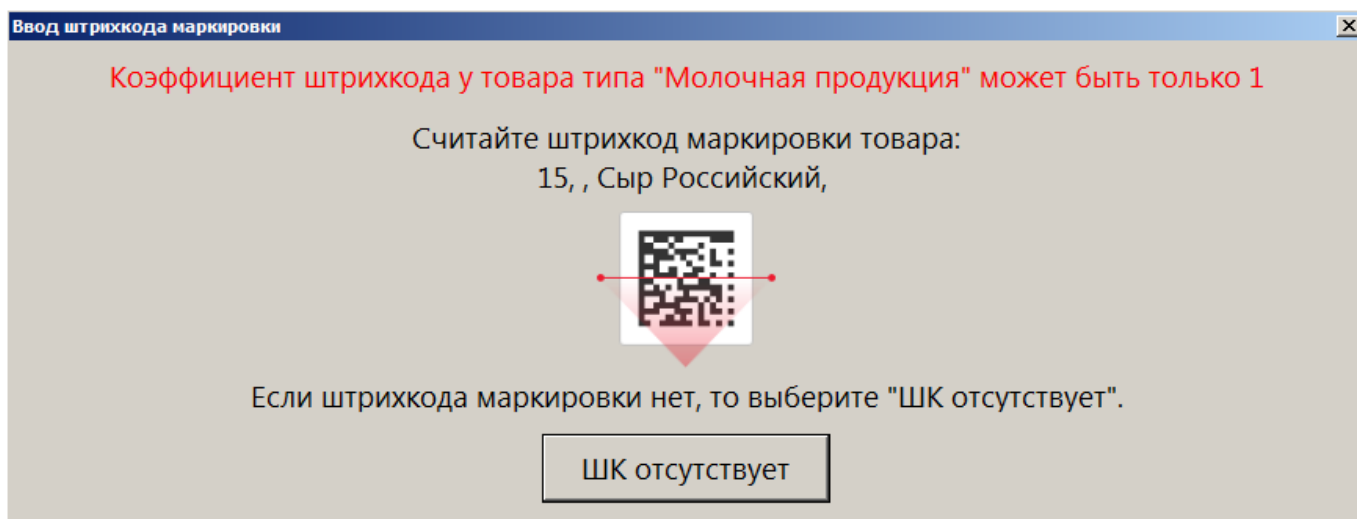 Ввод штрихкода маркировки
Коэффициент штрихкода у товара типа "Молочная продукция" может быть только 1
Считайте штрихкод маркировки товара:
15, , Сыр Российский,
Если штрихкода маркировки нет, то выберите "ШК отсутствует".
ШК отсутствует